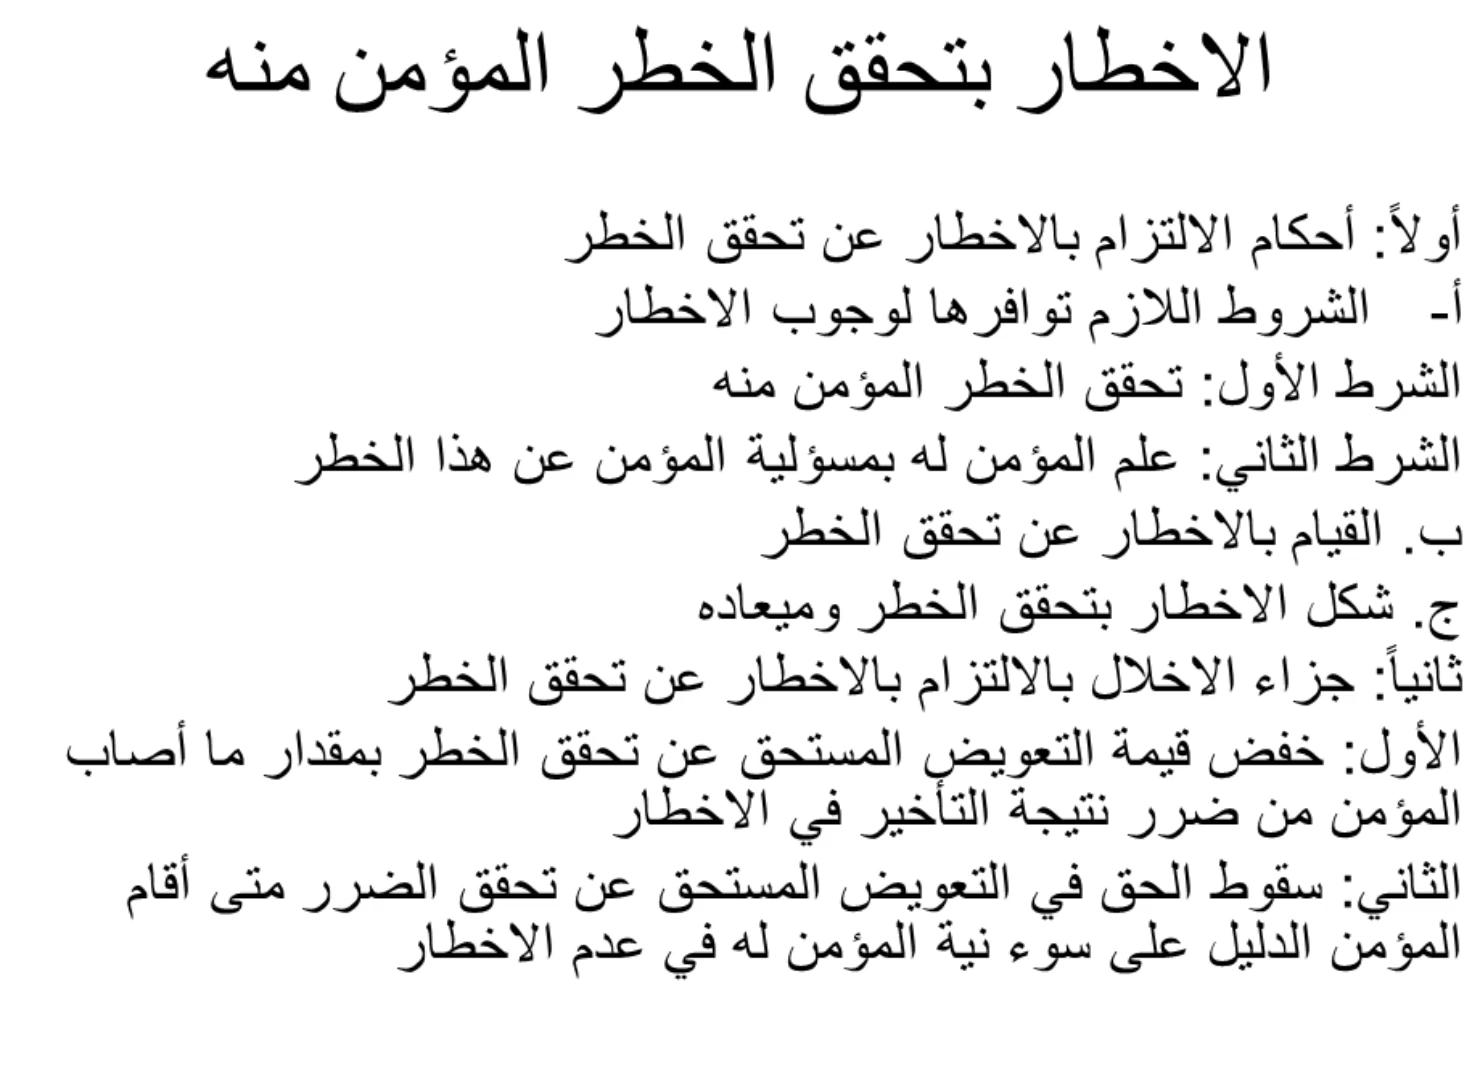 الاخطار بتحقق الخطر المؤمن منه
أولاً: أحكام الالتزام بالاخطار عن تحقق الخطر
أ- الشروط اللازم توافرها لوجوب الاخطار
الشرط الأول: تحقق الخطر المؤمن منه
الشرط الثاني: علم المؤمن له بمسؤلية المؤمن عن هذا الخطر
ب. القيام بالاخطار عن تحقق الخطر
ج. شكل الاخطار بتحقق الخطر وميعاده
ثانياً: جزاء الاخلال بالالتزام بالاخطار عن تحقق الخطر
الأول: خفض قيمة التعويض المستحق عن تحقق الخطر بمقدار ما أصاب
المؤمن من ضرر نتيجة التأخير في الاخطار
الثاني: سقوط الحق في التعويض المستحق عن تحقق الضرر متى أقام
المؤمن الدليل على سوء نية المؤمن له في عدم الاخطار